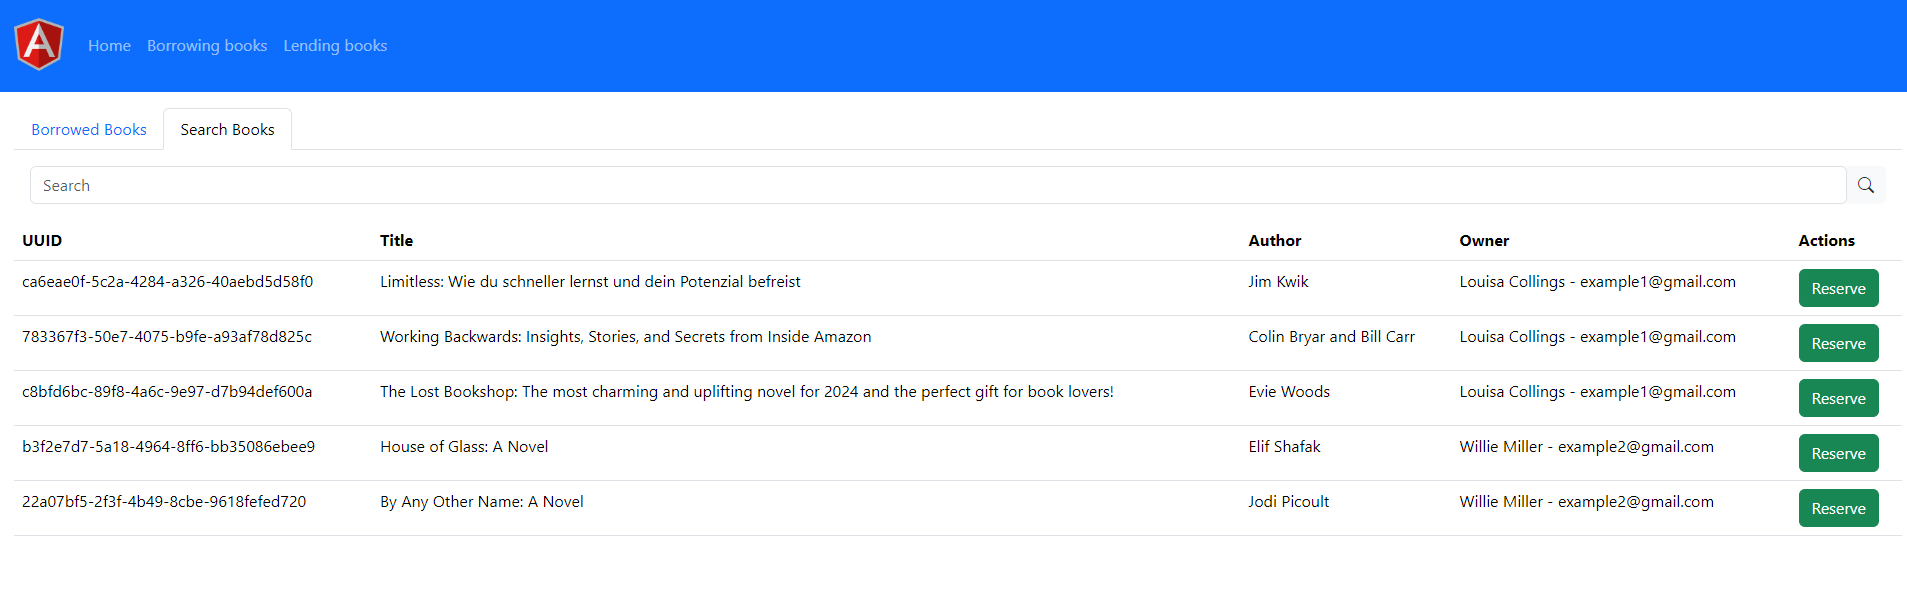 A
Home Borrowing books Lending books
Borrowed Books Search Books
Search
UUID Title Author Owner Actions
ca6eae0f-5c2a-4284-a326-40aebd5d58f0 Limitless: Wie du schneller lernst und dein Potenzial befreist Jim Kwik Louisa Collings - example1@gmail.com Reserve
783367f3-50e7-4075-b9fe-a93af78d825c Working Backwards: Insights, Stories, and Secrets from Inside Amazon Colin Bryar and Bill Carr Louisa Collings - example1@gmail.com Reserve
c8bfd6bc-89f8-4a6c-9e97-d7b94def600a The Lost Bookshop: The most charming and uplifting novel for 2024 and the perfect gift for book lovers! Evie Woods Louisa Collings - example1@gmail.com Reserve
b3f2e7d7-5a18-4964-8ff6-bb35086ebee9 House of Glass: A Novel Elif Shafak Willie Miller - example2@gmail.com Reserve
22a07bf5-2f3f-4b49-8cbe-9618fefed720 By Any Other Name: A Novel Jodi Picoult Willie Miller - example2@gmail.com Reserve